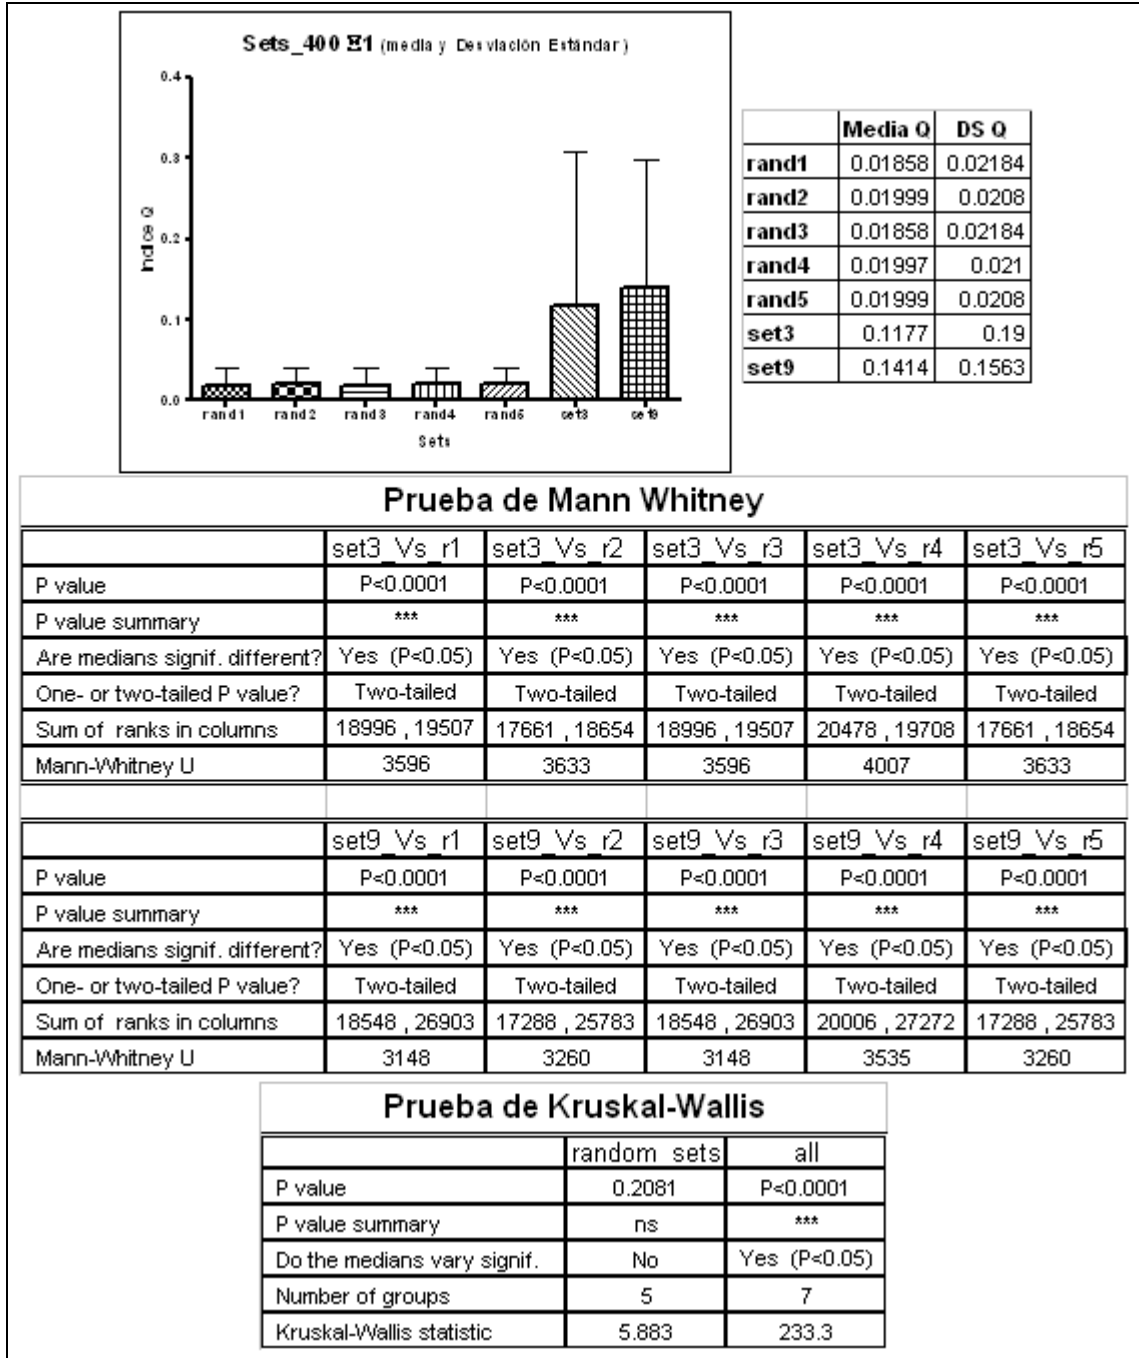 Sets_400 Ξ1 (media y Desviación Estándar)
0.4
0.3
0.2
0.1
0.0
Indice Q
rand1 rand2 rand3 rand4 rand5 set3 set9
Sets
Media Q DS Q
rand1 0.01858 0.02184
rand2 0.01999 0.0208
rand3 0.01858 0.02184
rand4 0.01997 0.021
rand5 0.01999 0.0208
set3 0.1177 0.19
set9 0.1414 0.1563
Prueba de Mann Whitney
set3_Vs_r1 set3_Vs_r2 set3_Vs_r3 set3_Vs_r4 set3_Vs_r5
P value P<0.0001 P<0.0001 P<0.0001 P<0.0001 P<0.0001
P value summary *** *** *** *** ***
Are medians signif. different? Yes (P<0.05) Yes (P<0.05) Yes (P<0.05) Yes (P<0.05) Yes (P<0.05)
One- or two-tailed P value? Two-tailed Two-tailed Two-tailed Two-tailed Two-tailed
Sum of ranks in columns 18996 , 19507 17661 , 18654 18996 , 19507 20478 , 19708 17661 , 18654
Mann-Whitney U 3596 3633 3596 4007 3633
set9_Vs_r1 set9_Vs_r2 set9_Vs_r3 set9_Vs_r4 set9_Vs_r5
P value P<0.0001 P<0.0001 P<0.0001 P<0.0001 P<0.0001
P value summary *** *** *** *** ***
Are medians signif. different? Yes (P<0.05) Yes (P<0.05) Yes (P<0.05) Yes (P<0.05) Yes (P<0.05)
One- or two-tailed P value? Two-tailed Two-tailed Two-tailed Two-tailed Two-tailed
Sum of ranks in columns 18548 , 26903 17288 , 25783 18548 , 26903 20006 , 27272 17288 , 25783
Mann-Whitney U 3148 3260 3148 3535 3260
Prueba de Kruskal-Wallis
random sets all
P value 0.2081 P<0.0001
P value summary ns ***
Do the medians vary signif. No Yes (P<0.05)
Number of groups 5 7
Kruskal-Wallis statistic 5.883 233.3